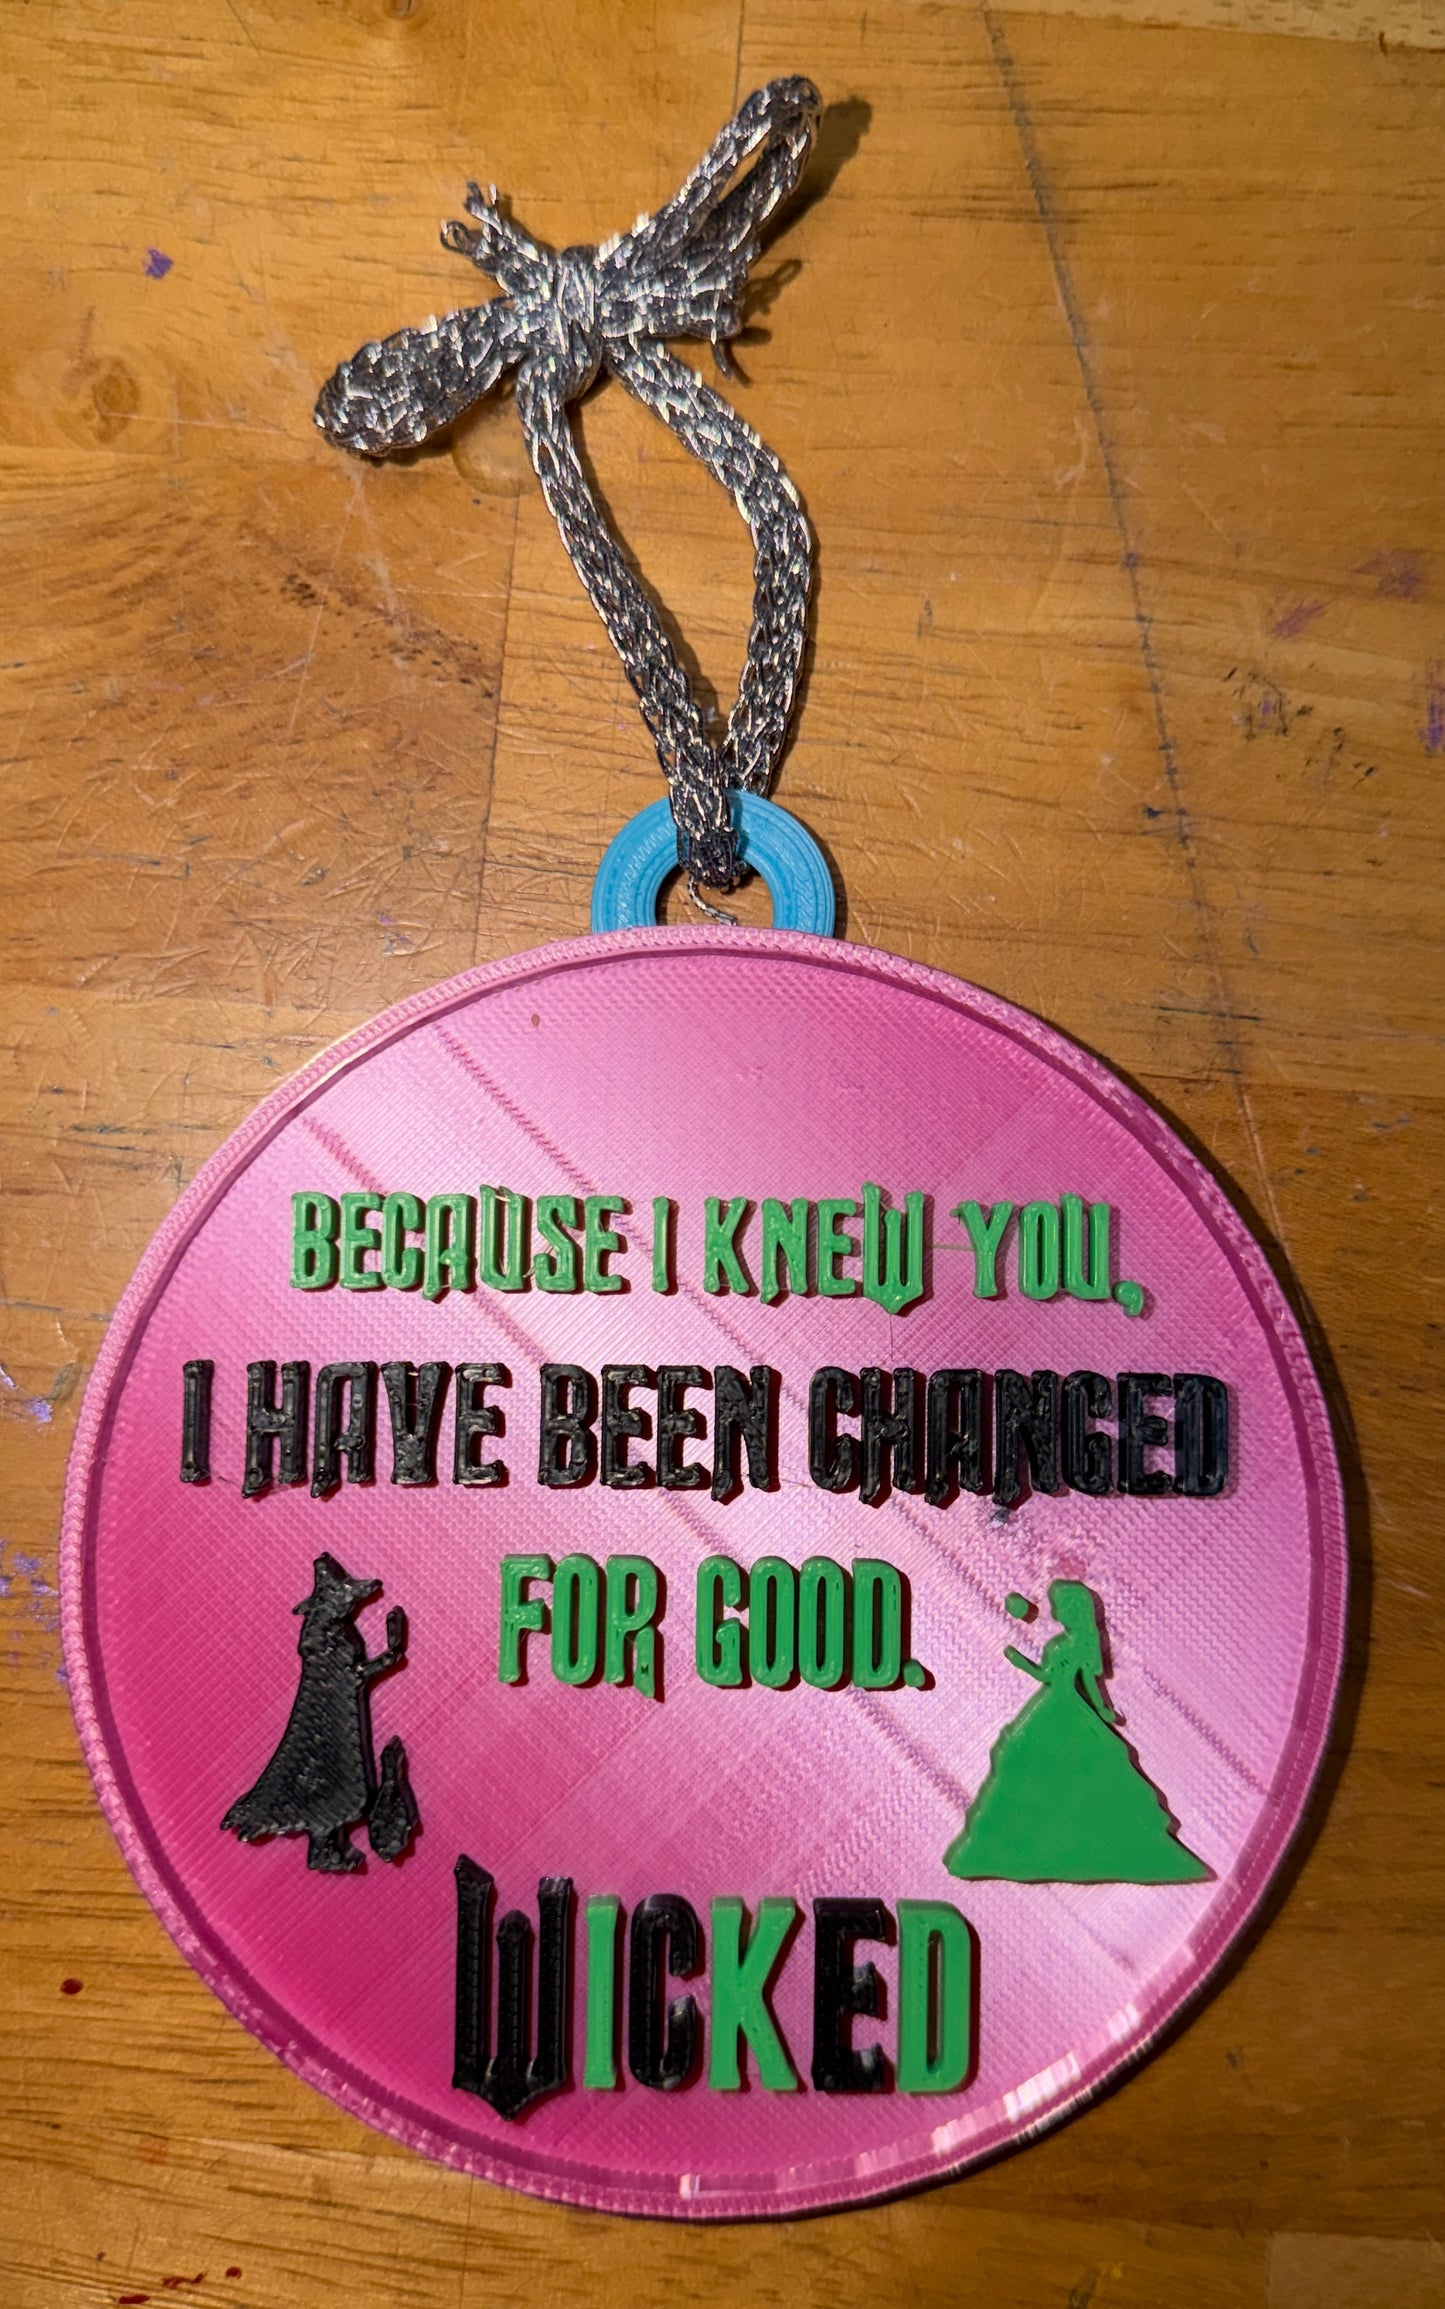 BECAUSE I KNEW YOU,
I HAVE BEEN CHANGED
FOR GOOD.
WICKED